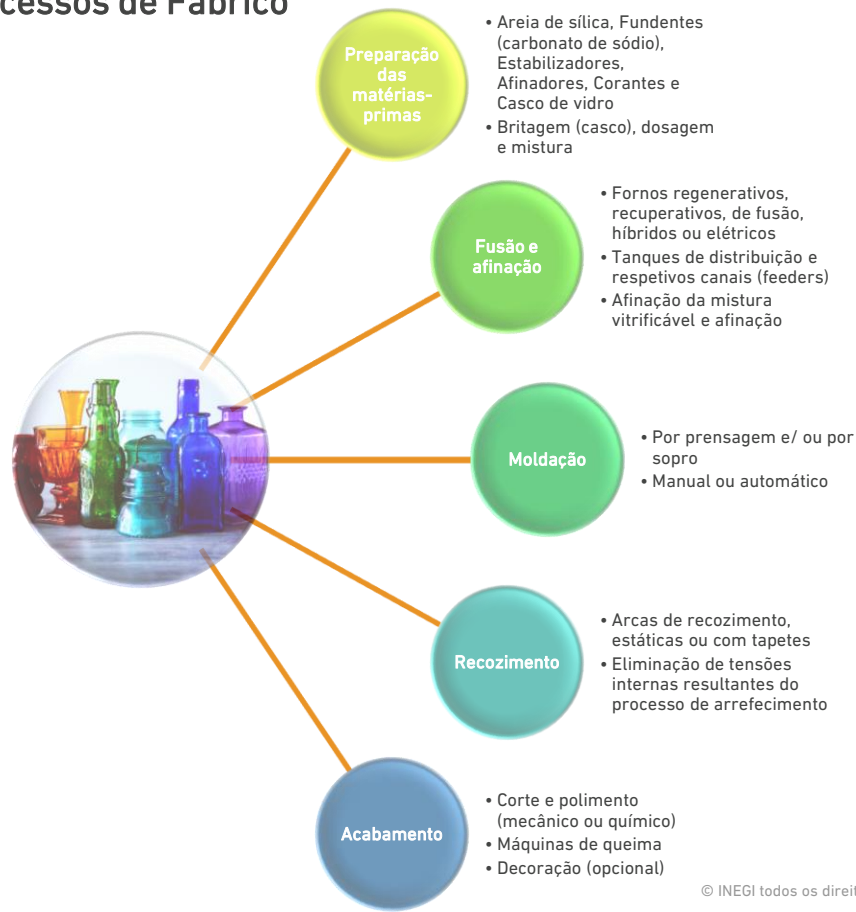 cessos de Fabrico
Preparação
das
matérias-
primas
• Areia de sílica, Fundentes
(carbonato de sódio),
Estabilizadores,
Afinadores, Corantes e
Casco de vidro
• Britagem (casco), dosagem
e mistura
Fusão e
afinação
• Fornos regenerativos,
recuperativos, de fusão,
híbridos ou elétricos
• Tanques de distribuição e
respetivos canais (feeders)
• Afinação da mistura
vitrificável e afinação
Moldação
• Por prensagem e/ ou por
sopro
• Manual ou automático
Recozimento
• Arcas de recozimento,
estáticas ou com tapetes
• Eliminação de tensões
internas resultantes do
processo de arrefecimento
Acabamento
• Corte e polimento
(mecânico ou químico)
• Máquinas de queima
• Decoração (opcional)
© INEGI todos os direit